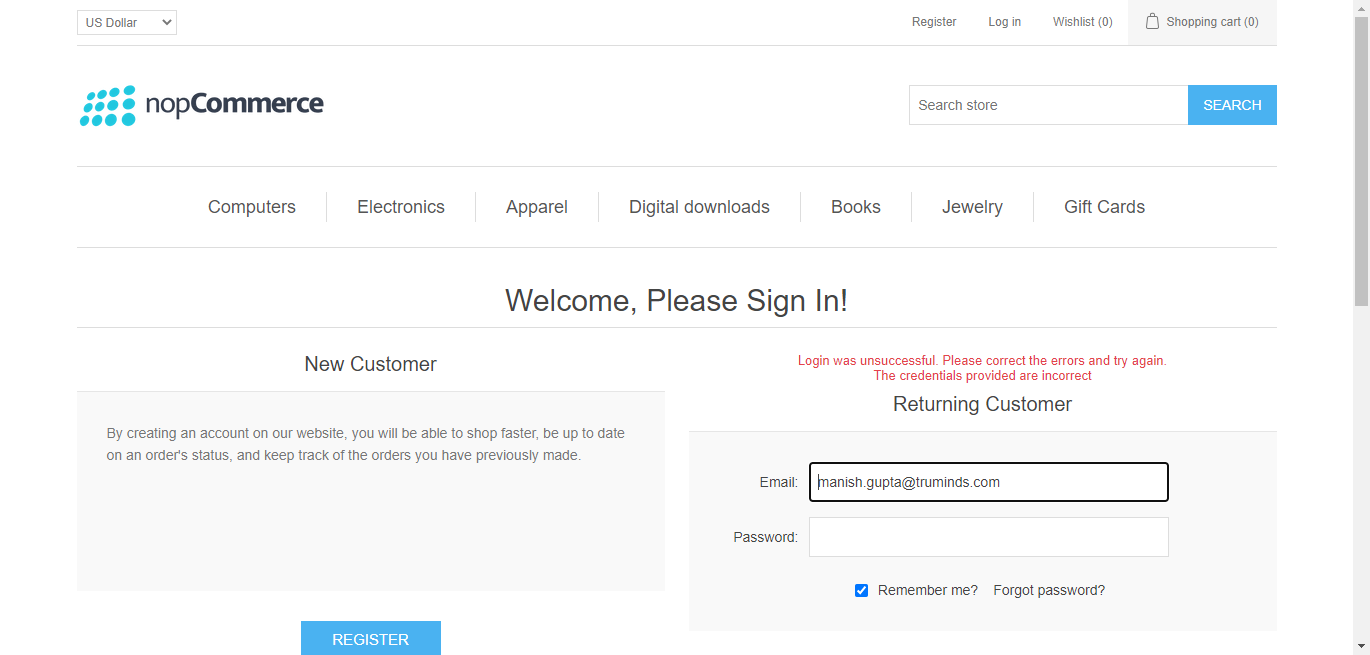 US Dollar
Register
Log in
Wishlist (0)
Shopping cart (0)
nopCommerce
Search store
SEARCH
Computers
Electronics
Apparel
Digital downloads
Books
Jewelry
Gift Cards
Welcome, Please Sign In!
New Customer
By creating an account on our website, you will be able to shop faster, be up to date
on an order's status, and keep track of the orders you have previously made.
REGISTER
Login was unsuccessful. Please correct the errors and try again.
The credentials provided are incorrect
Returning Customer
Email:
manish.gupta@truminds.com
Password:
Remember me?
Forgot password?